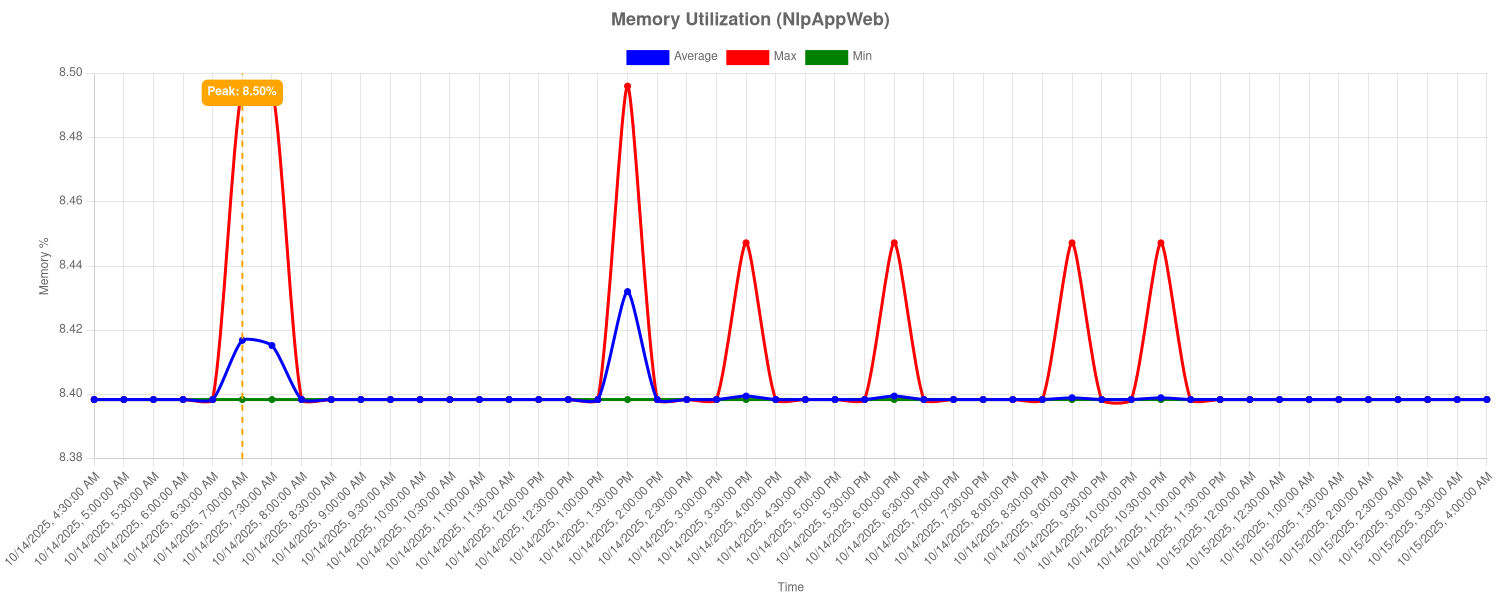 Memory Utilization (NlpAppWeb)
Average Max Min
8.50
Peak: 8.50%
8.48
8.46
8.44
8.42
8.40
8.38
Memory %
10/14/2025, 4:30:00 AM
10/14/2025, 5:00:00 AM
10/14/2025, 5:30:00 AM
10/14/2025, 6:00:00 AM
10/14/2025, 6:30:00 AM
10/14/2025, 7:00:00 AM
10/14/2025, 7:30:00 AM
10/14/2025, 8:00:00 AM
10/14/2025, 8:30:00 AM
10/14/2025, 9:00:00 AM
10/14/2025, 9:30:00 AM
10/14/2025, 10:00:00 AM
10/14/2025, 10:30:00 AM
10/14/2025, 11:00:00 AM
10/14/2025, 11:30:00 AM
10/14/2025, 12:00:00 PM
10/14/2025, 12:30:00 PM
10/14/2025, 1:00:00 PM
10/14/2025, 1:30:00 PM
10/14/2025, 2:00:00 PM
10/14/2025, 2:30:00 PM
10/14/2025, 3:00:00 PM
10/14/2025, 3:30:00 PM
10/14/2025, 4:00:00 PM
10/14/2025, 4:30:00 PM
10/14/2025, 5:00:00 PM
10/14/2025, 5:30:00 PM
10/14/2025, 6:00:00 PM
10/14/2025, 6:30:00 PM
10/14/2025, 7:00:00 PM
10/14/2025, 7:30:00 PM
10/14/2025, 8:00:00 PM
10/14/2025, 8:30:00 PM
10/14/2025, 9:00:00 PM
10/14/2025, 9:30:00 PM
10/14/2025, 10:00:00 PM
10/14/2025, 10:30:00 PM
10/14/2025, 11:00:00 PM
10/14/2025, 11:30:00 PM
10/15/2025, 12:00:00 AM
10/15/2025, 12:30:00 AM
10/15/2025, 1:00:00 AM
10/15/2025, 1:30:00 AM
10/15/2025, 2:00:00 AM
10/15/2025, 2:30:00 AM
10/15/2025, 3:00:00 AM
10/15/2025, 3:30:00 AM
10/15/2025, 4:00:00 AM
Time